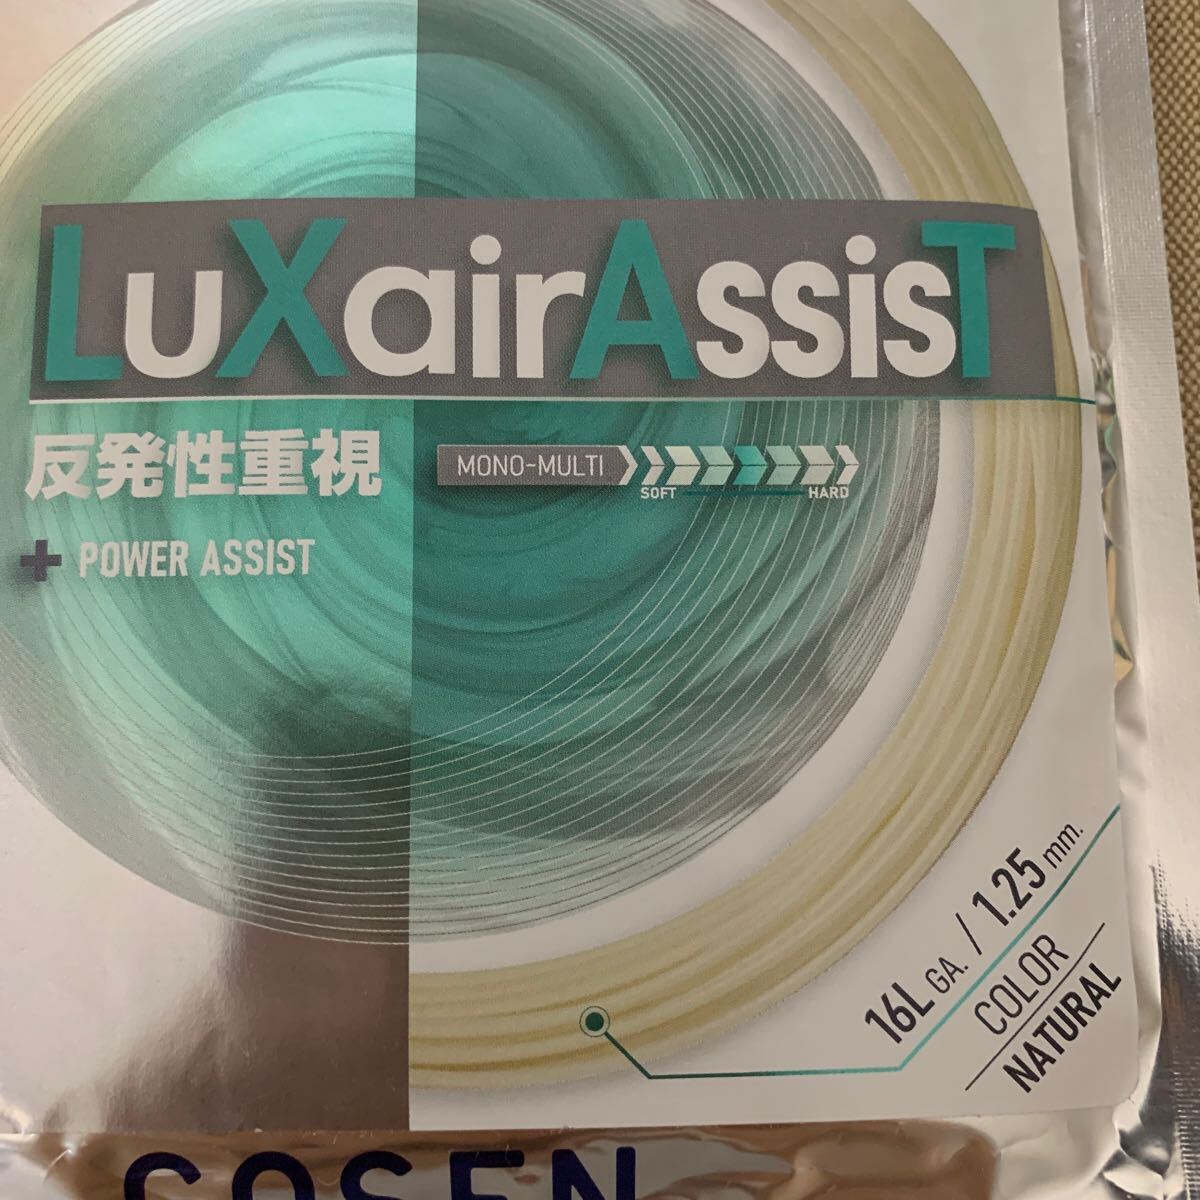 LuXairAssisT
反発性重視
MONO-MULTI
SOFT HARD
+ POWER ASSIST
16L GA. / 1.25 mm.
COLOR
NATURAL
GOSEN